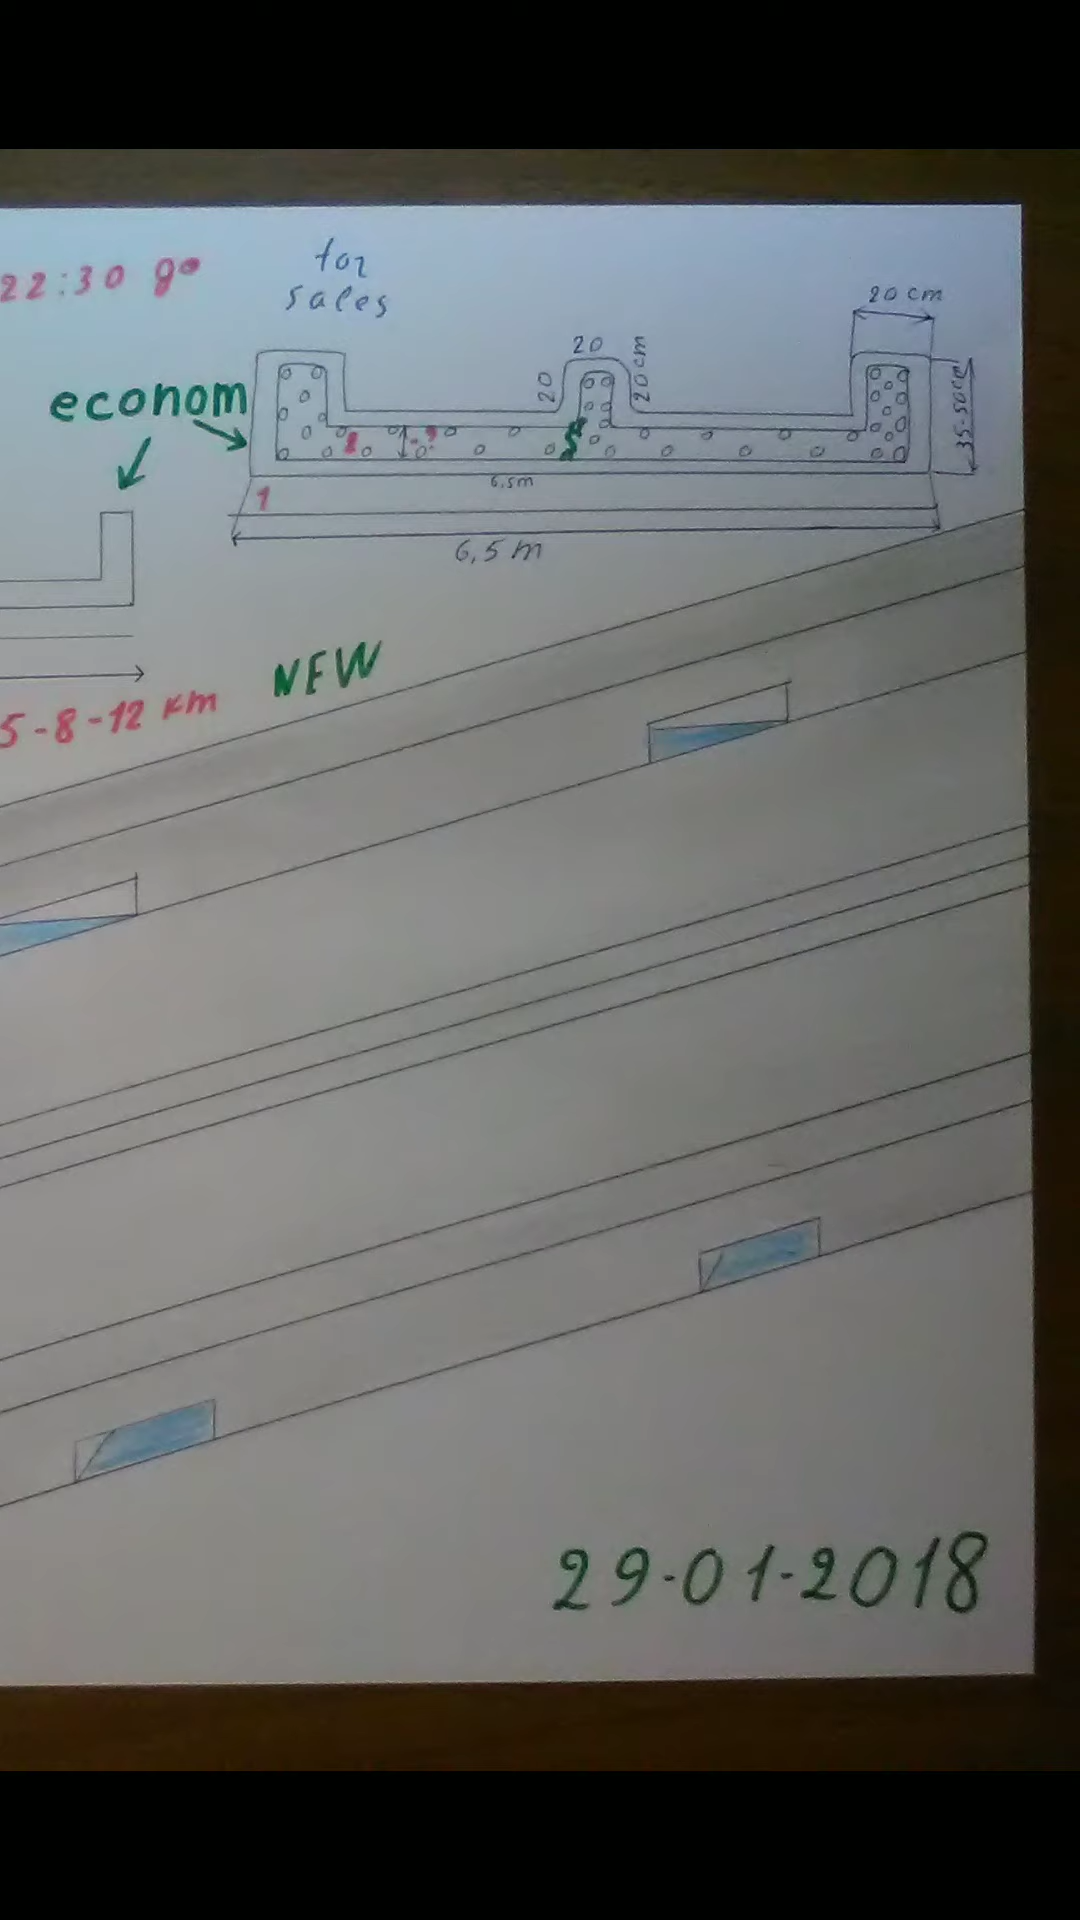 22:30 go
for
sales
20 cm
20
20
20 cm
econom
35-50cm
6,5m
1
6,5 m
NEW
5-8-12 km
29-01-2018